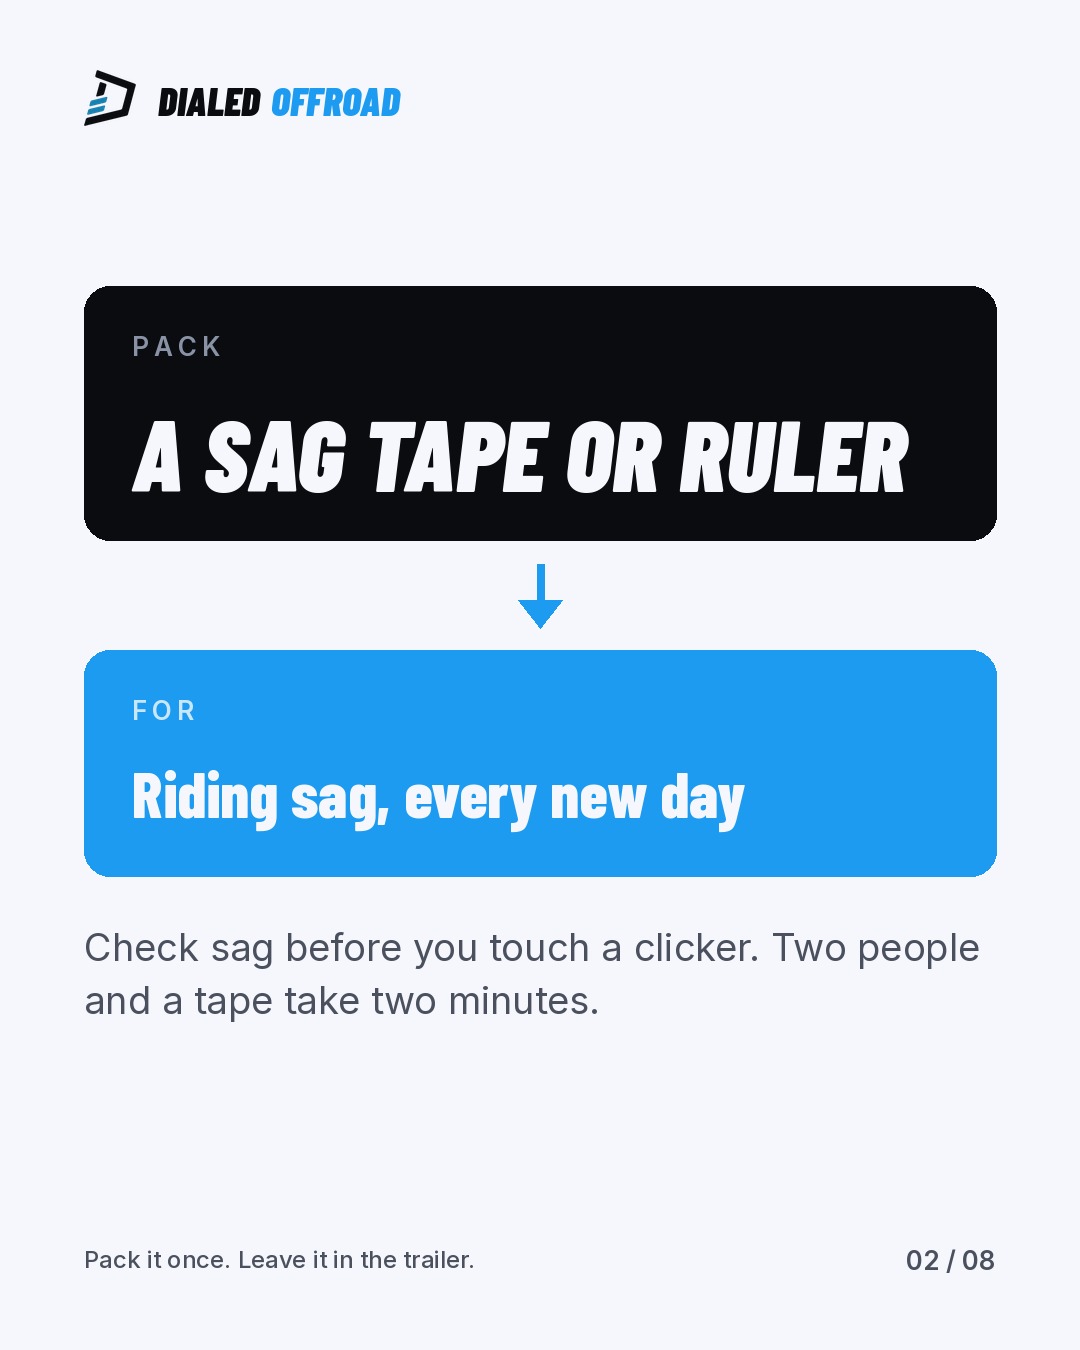 DIALED OFFROAD
PACK
A SAG TAPE OR RULER
FOR
Riding sag, every new day
Check sag before you touch a clicker. Two people
and a tape take two minutes.
Pack it once. Leave it in the trailer.
02 / 08